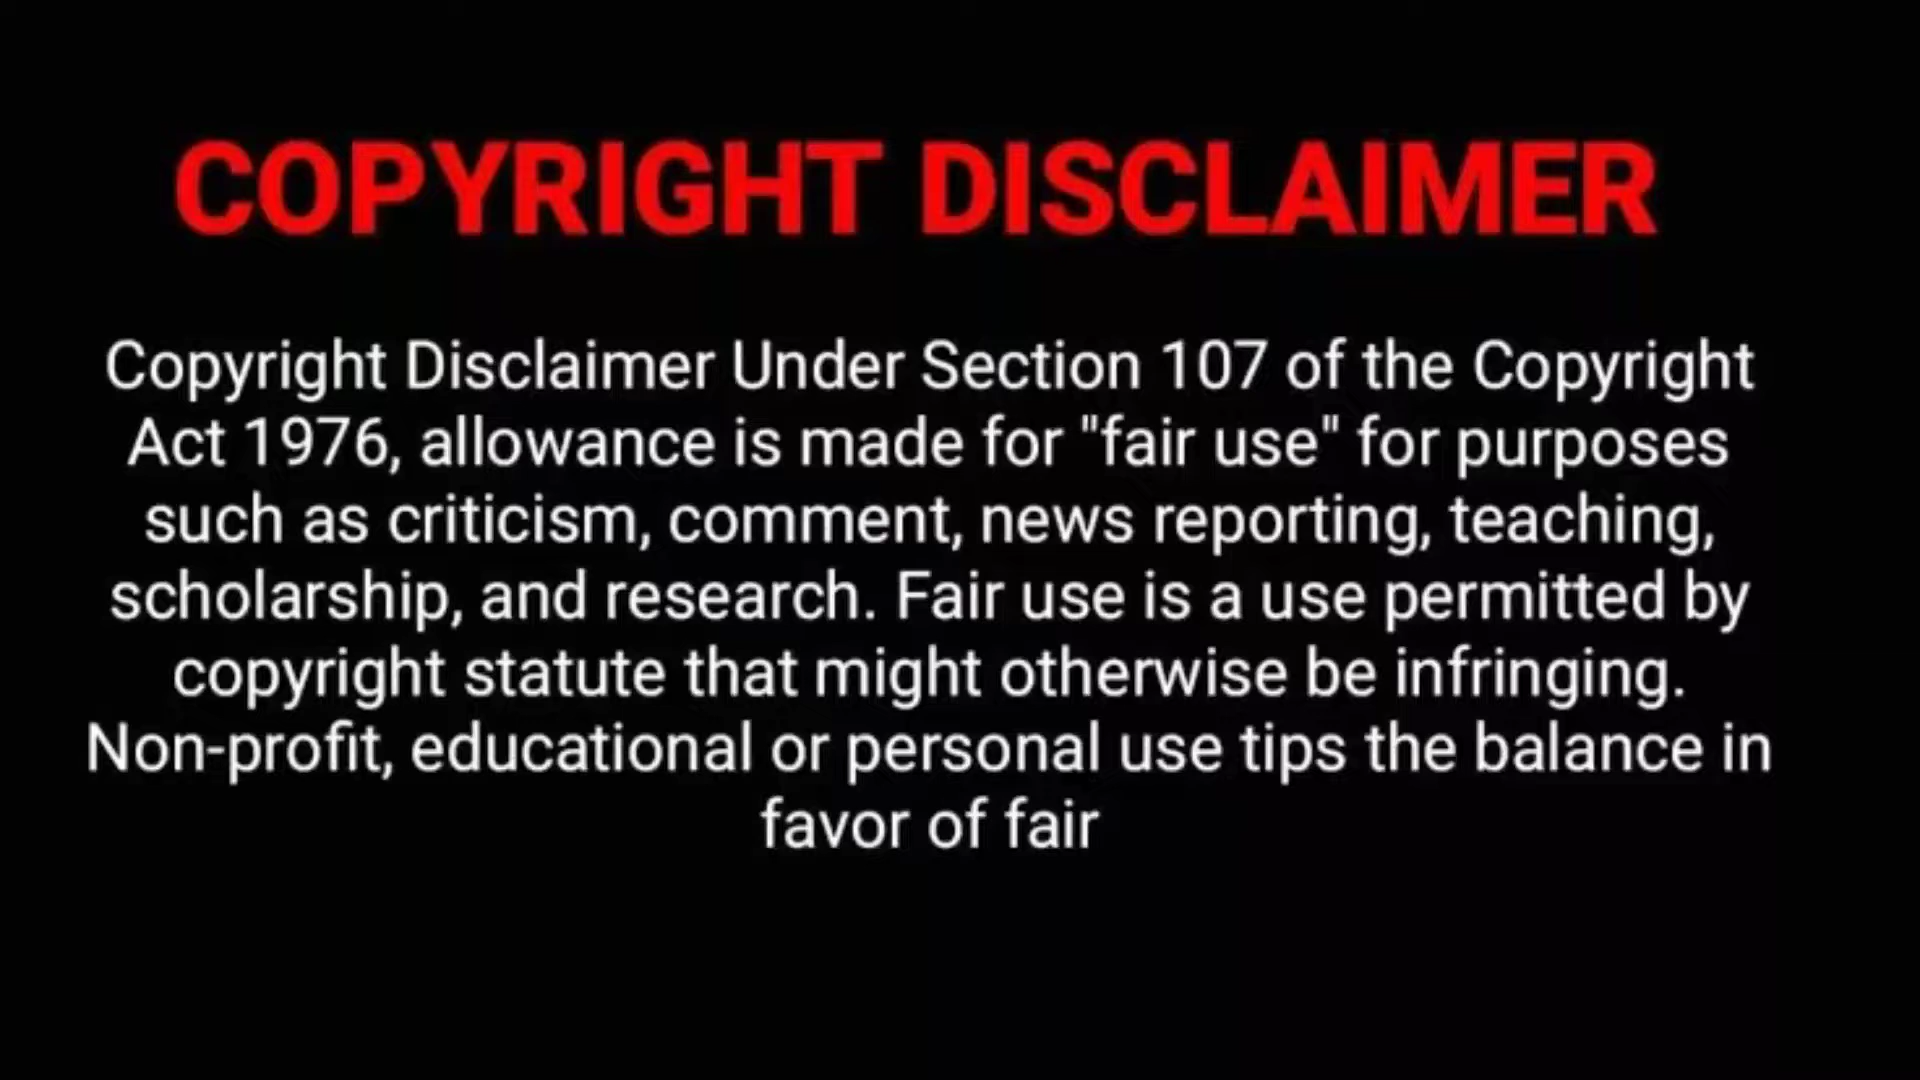 COPYRIGHT DISCLAIMER
Copyright Disclaimer Under Section 107 of the Copyright
Act 1976, allowance is made for "fair use" for purposes
such as criticism, comment, news reporting, teaching,
scholarship, and research. Fair use is a use permitted by
copyright statute that might otherwise be infringing.
Non-profit, educational or personal use tips the balance in
favor of fair